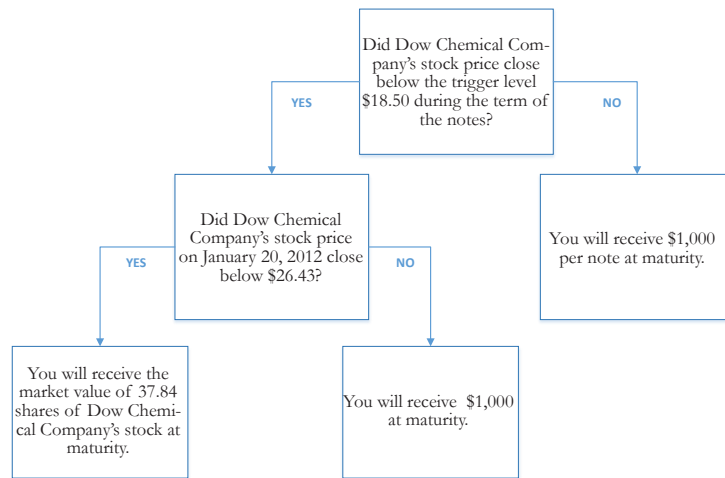 Did Dow Chemical Com-
pany's stock price close
below the trigger level
$18.50 during the term of
the notes?
YES
NO
Did Dow Chemical
Company's stock price
on January 20, 2012 close
below $26.43?
You will receive $1,000
per note at maturity.
YES
NO
You will receive the
market value of 37.84
shares of Dow Chemi-
cal Company's stock at
maturity.
You will receive $1,000
at maturity.